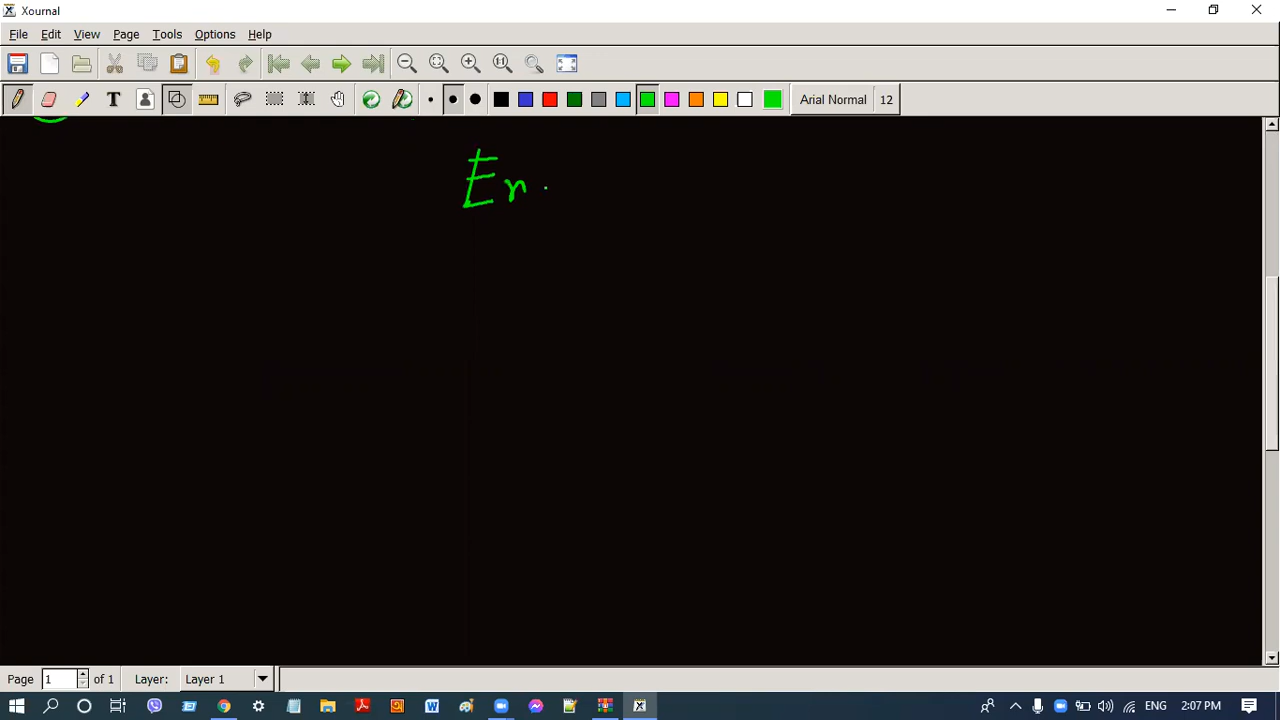 Xournal
File Edit View Page Tools Options Help
Arial Normal 12
En
Page 1 of 1 Layer: Layer 1
ENG 2:07 PM